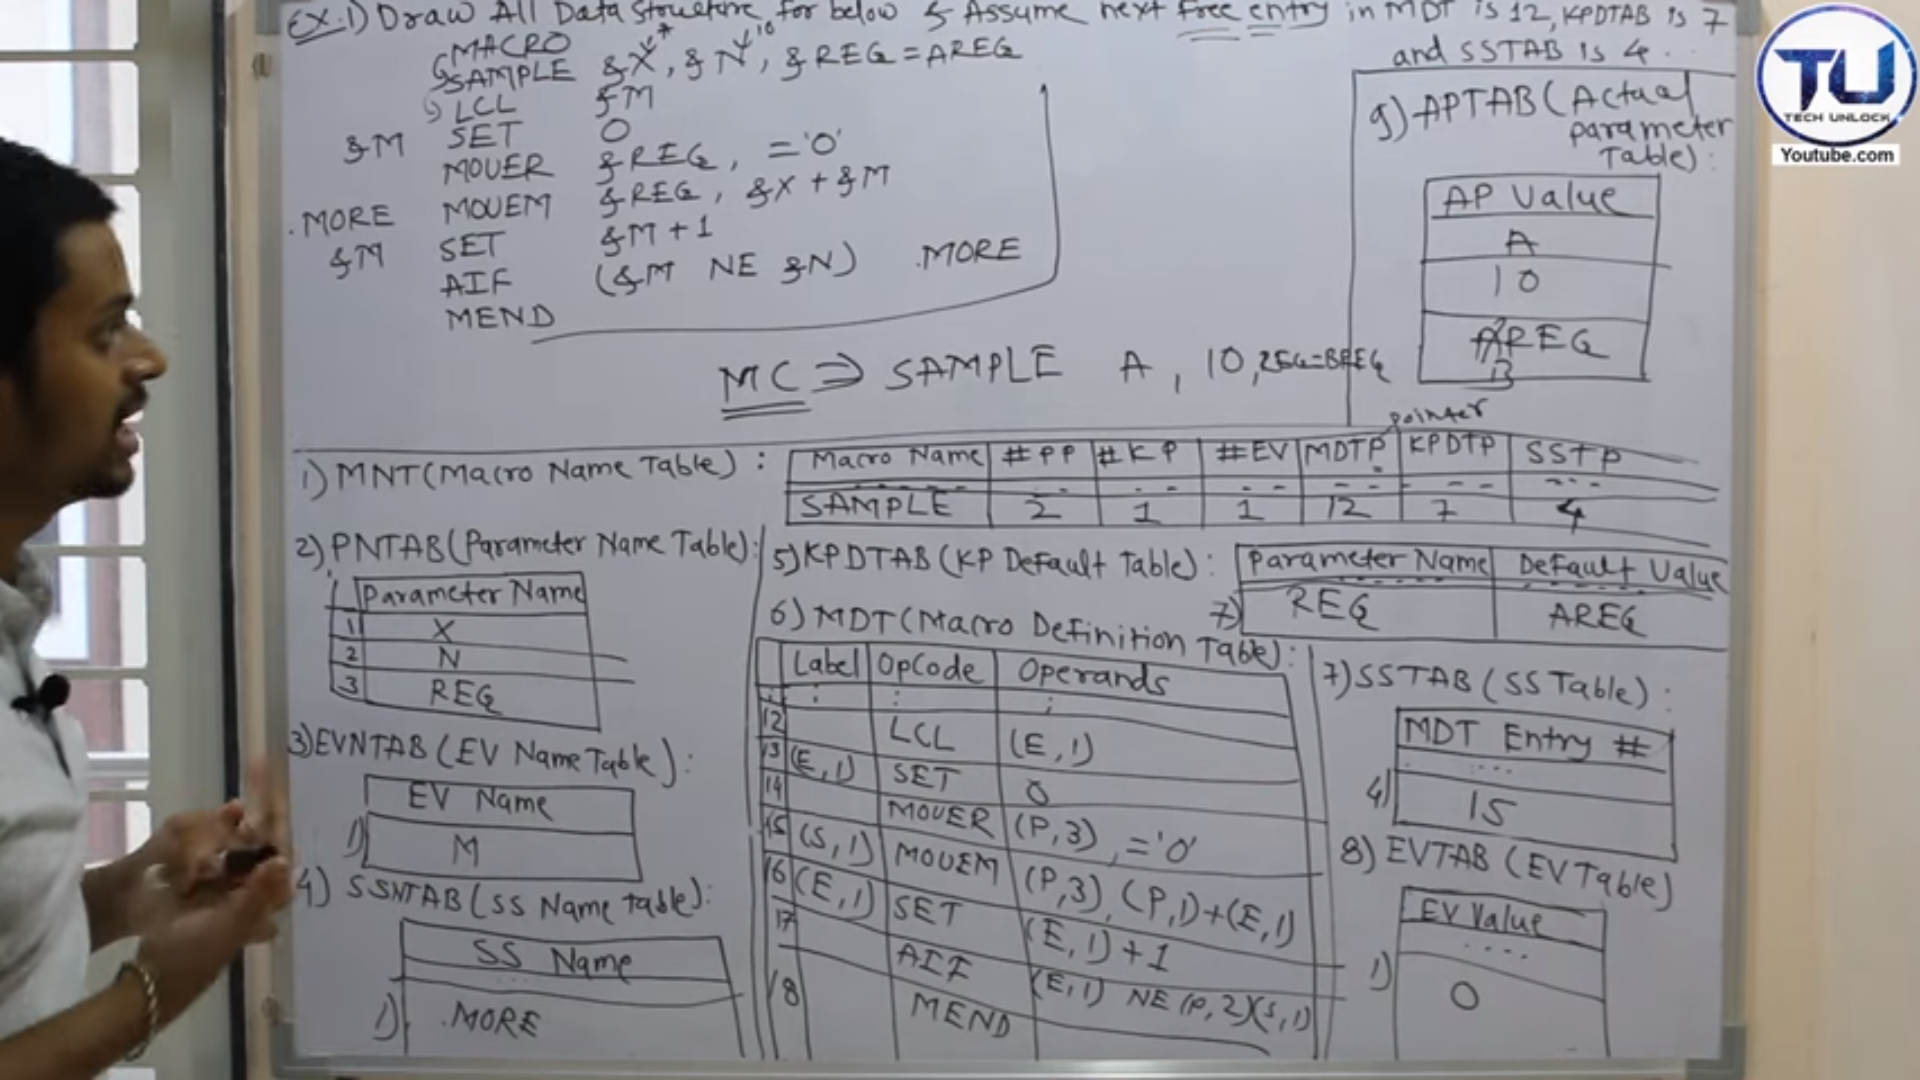 EX.1) Draw All Data Structure for below & Assume next Free entry in MDT is 12, KPDTAB is 7
and SSTAB is 4
MACRO
SAMPLE &X, &N, &REG = AREG
10
LCL &M
&M SET 0
MOVER &REG, ='0'
.MORE MOVEM &REG, &X + &M
&M SET &M + 1
AIF (&M NE &N) .MORE
MEND
MC ⇒ SAMPLE A, 10, REG=BREG
9) APTAB (Actual
parameter
Table) :
AP Value
A
10
AREG
B
TU
TECH UNLOCK
Youtube.com
1) MNT (Macro Name Table) :
pointer
Macro Name #PP #KP #EV MDTP KPDTP SSTP
SAMPLE 2 1 1 12 7 4
2) PNTAB (Parameter Name Table) :
Parameter Name
1 X
2 N
3 REG
3) EVNTAB (EV Name Table) :
EV Name
1) M
4) SSNTAB (SS Name Table) :
SS Name
1) .MORE
5) KPDTAB (KP Default Table) :
Parameter Name Default Value
7) REG AREG
6) MDT (Macro Definition Table) :
Label OpCode Operands
12 LCL (E,1)
13 (E,1) SET 0
14 MOVER (P,3), ='0'
15 (S,1) MOVEM (P,3), (P,1)+(E,1)
16 (E,1) SET (E,1)+1
17 AIF (E,1) NE (P,2)(S,1)
18 MEND
7) SSTAB (SS Table) :
MDT Entry #
4) 15
8) EVTAB (EV Table)
EV Value
1) 0